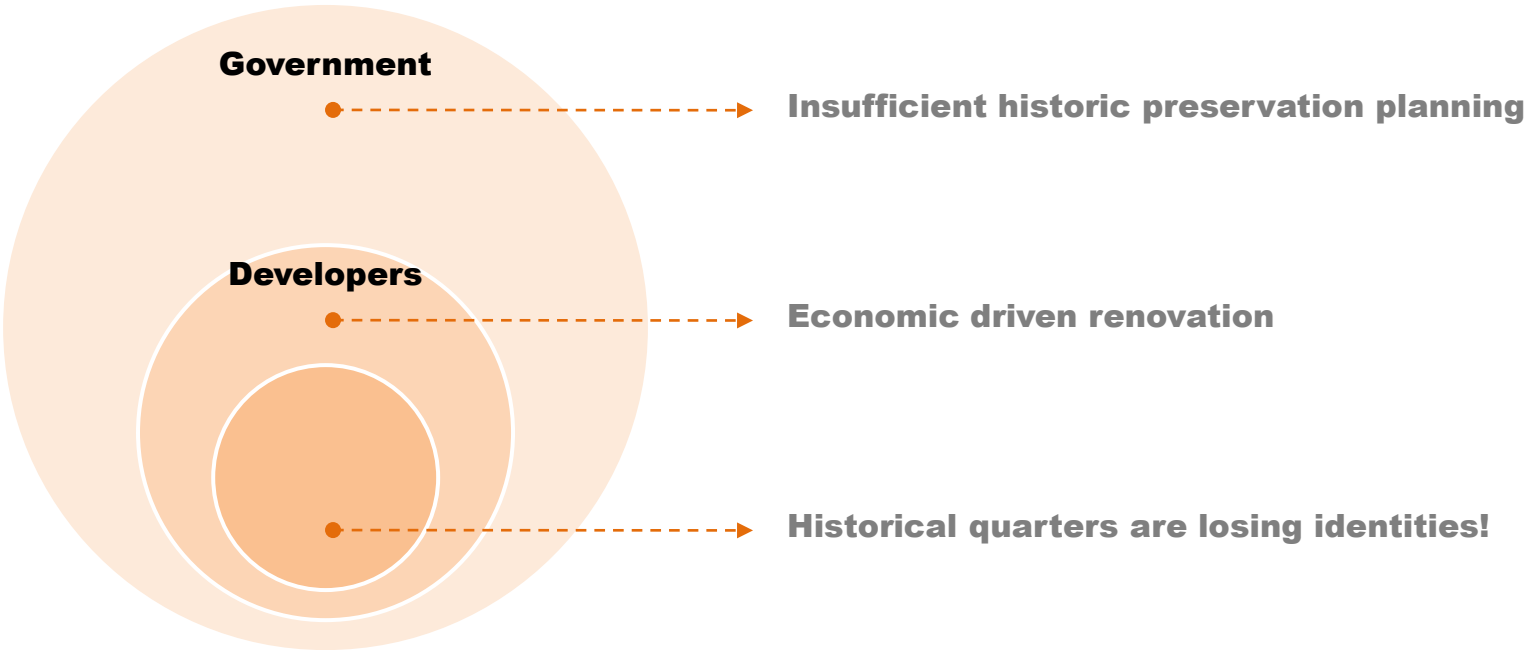 Government
Insufficient historic preservation planning
Developers
Economic driven renovation
Historical quarters are losing identities!